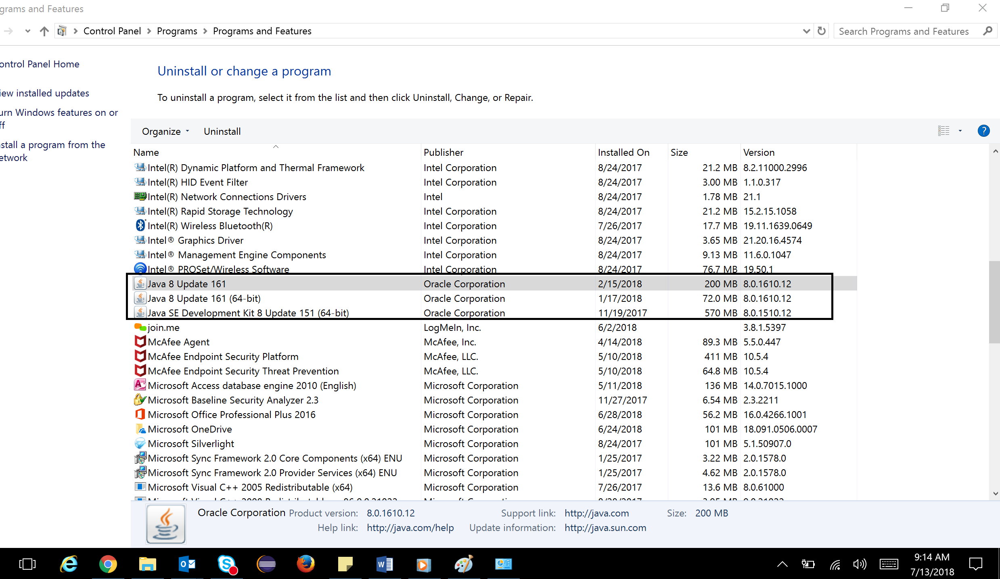 grams and Features
Control Panel > Programs > Programs and Features
Search Programs and Features
ontrol Panel Home
iew installed updates
urn Windows features on or
ff
stall a program from the
etwork
Uninstall or change a program
To uninstall a program, select it from the list and then click Uninstall, Change, or Repair.
Organize Uninstall
Name Publisher Installed On Size Version
Intel(R) Dynamic Platform and Thermal Framework Intel Corporation 8/24/2017 21.2 MB 8.2.11000.2996
Intel(R) HID Event Filter Intel Corporation 8/24/2017 3.00 MB 1.1.0.317
Intel(R) Network Connections Drivers Intel 8/24/2017 1.78 MB 21.1
Intel(R) Rapid Storage Technology Intel Corporation 8/24/2017 21.2 MB 15.2.15.1058
Intel(R) Wireless Bluetooth(R) Intel Corporation 7/26/2017 17.7 MB 19.11.1639.0649
Intel® Graphics Driver Intel Corporation 8/24/2017 3.65 MB 21.20.16.4574
Intel® Management Engine Components Intel Corporation 8/24/2017 9.13 MB 11.6.0.1047
Intel® PROSet/Wireless Software Intel Corporation 8/24/2017 76.7 MB 19.50.1
Java 8 Update 161 Oracle Corporation 2/15/2018 200 MB 8.0.1610.12
Java 8 Update 161 (64-bit) Oracle Corporation 1/17/2018 72.0 MB 8.0.1610.12
Java SE Development Kit 8 Update 151 (64-bit) Oracle Corporation 11/19/2017 570 MB 8.0.1510.12
join.me LogMeIn, Inc. 6/2/2018 3.8.1.5397
McAfee Agent McAfee, Inc. 4/14/2018 89.3 MB 5.5.0.447
McAfee Endpoint Security Platform McAfee, LLC. 5/10/2018 411 MB 10.5.4
McAfee Endpoint Security Threat Prevention McAfee, LLC. 5/10/2018 64.8 MB 10.5.4
Microsoft Access database engine 2010 (English) Microsoft Corporation 5/11/2018 136 MB 14.0.7015.1000
Microsoft Baseline Security Analyzer 2.3 Microsoft Corporation 11/27/2017 6.54 MB 2.3.2211
Microsoft Office Professional Plus 2016 Microsoft Corporation 6/28/2018 56.2 MB 16.0.4266.1001
Microsoft OneDrive Microsoft Corporation 6/24/2018 101 MB 18.091.0506.0007
Microsoft Silverlight Microsoft Corporation 8/24/2017 101 MB 5.1.50907.0
Microsoft Sync Framework 2.0 Core Components (x64) ENU Microsoft Corporation 1/25/2017 3.22 MB 2.0.1578.0
Microsoft Sync Framework 2.0 Provider Services (x64) ENU Microsoft Corporation 1/25/2017 4.62 MB 2.0.1578.0
Microsoft Visual C++ 2005 Redistributable (x64) Microsoft Corporation 7/26/2017 13.6 MB 8.0.61000
Oracle Corporation Product version: 8.0.1610.12 Support link: http://java.com Size: 200 MB
Help link: http://java.com/help Update information: http://java.sun.com
9:14 AM
7/13/2018